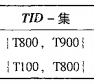 TID-集
{T800, T900}
{T100, T800}